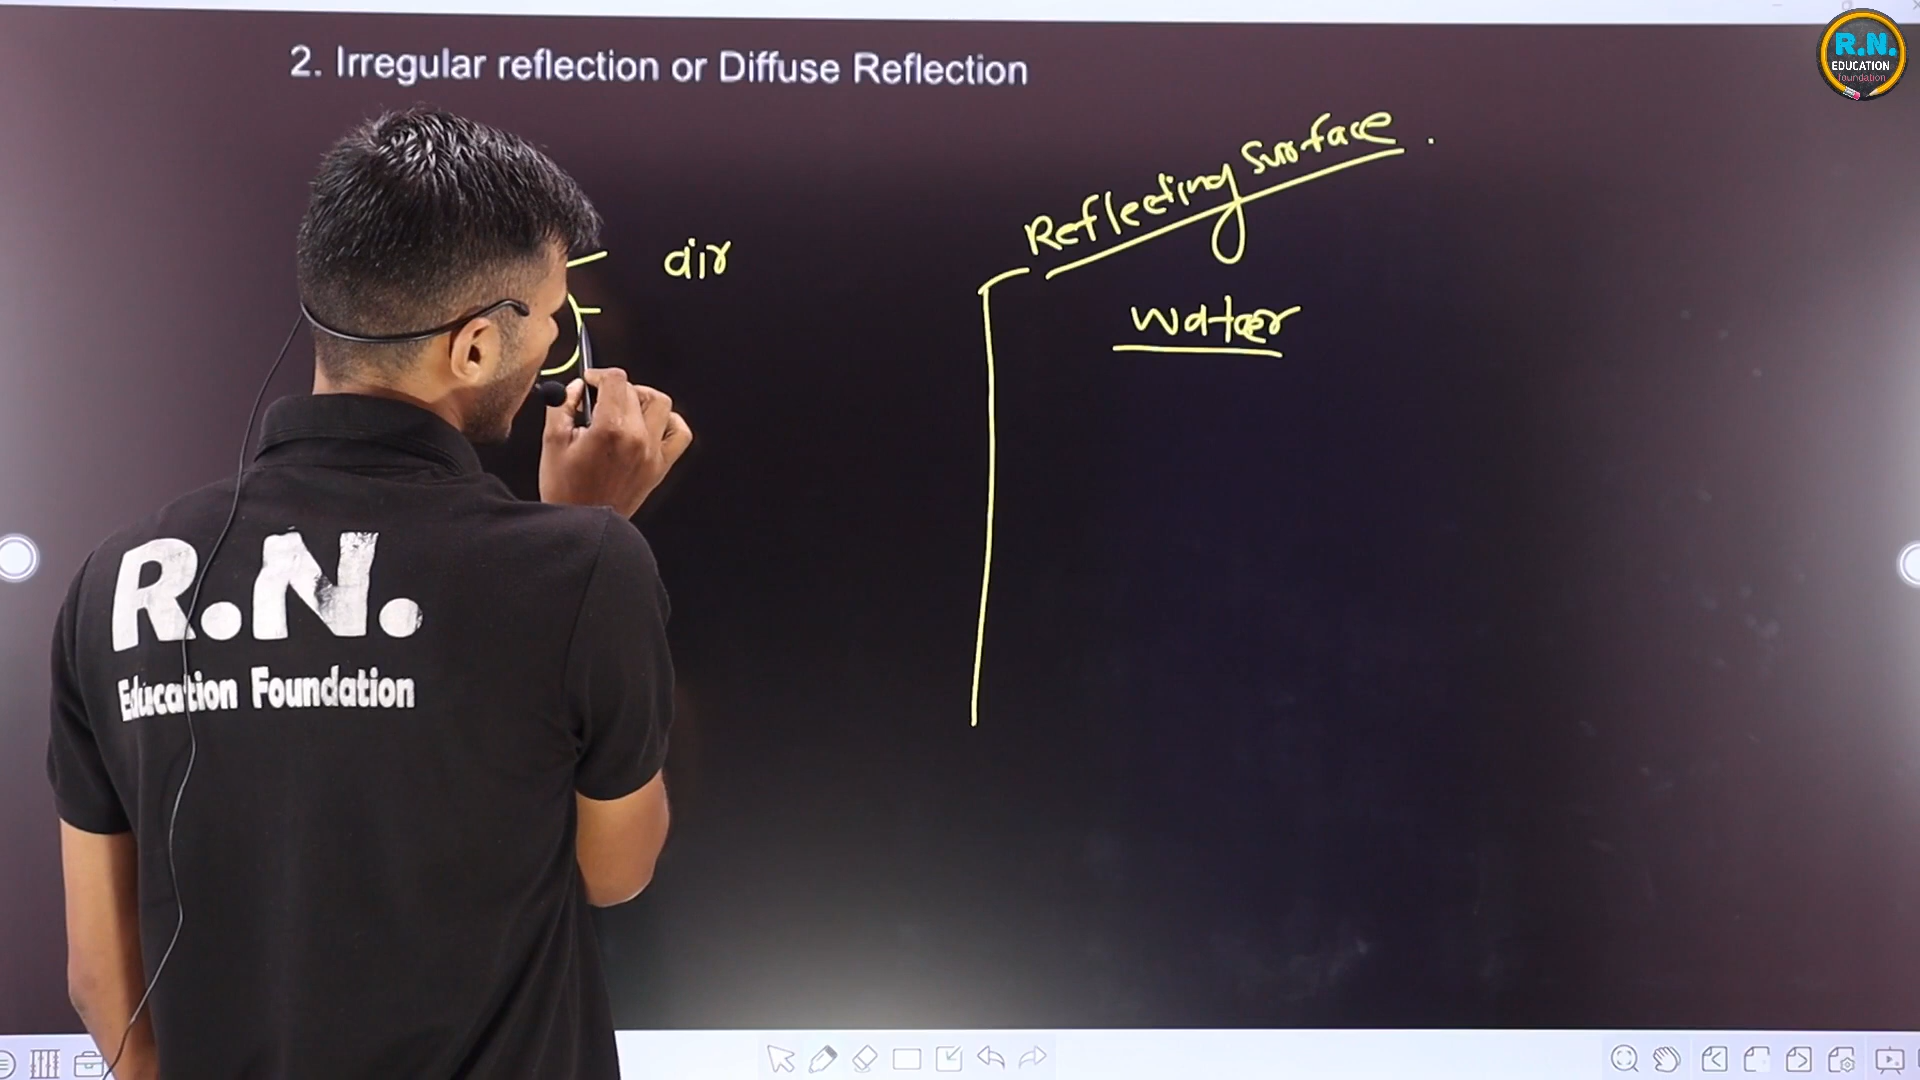 2. Irregular reflection or Diffuse Reflection
R.N.
EDUCATION
foundation
Reflecting Surface.
air
Water
R.N.
Education Foundation